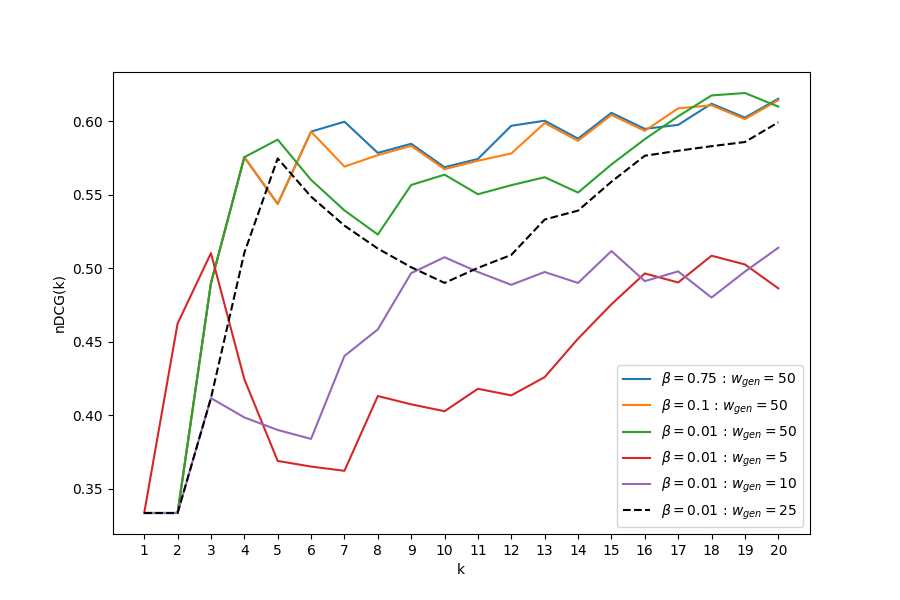 0.60
0.55
0.50
0.45
0.40
0.35
nDCG(k)
1 2 3 4 5 6 7 8 9 10 11 12 13 14 15 16 17 18 19 20
k
β = 0.75 : w_gen = 50
β = 0.1 : w_gen = 50
β = 0.01 : w_gen = 50
β = 0.01 : w_gen = 5
β = 0.01 : w_gen = 10
β = 0.01 : w_gen = 25